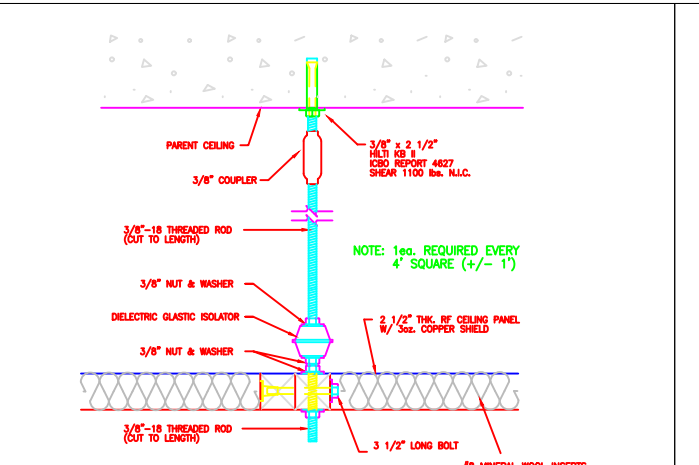 PARENT CEILING
3/8" x 2 1/2"
HILTI KB II
ICBO REPORT 4627
SHEAR 1100 lbs. N.I.C.
3/8" COUPLER
3/8"-18 THREADED ROD
(CUT TO LENGTH)
NOTE: 1ea. REQUIRED EVERY
4' SQUARE (+/- 1')
3/8" NUT & WASHER
DIELECTRIC GLASTIC ISOLATOR
2 1/2" THK. RF CEILING PANEL
W/ 3oz. COPPER SHIELD
3/8" NUT & WASHER
3/8"-18 THREADED ROD
(CUT TO LENGTH)
3 1/2" LONG BOLT
MINERAL WOOL INSERTS